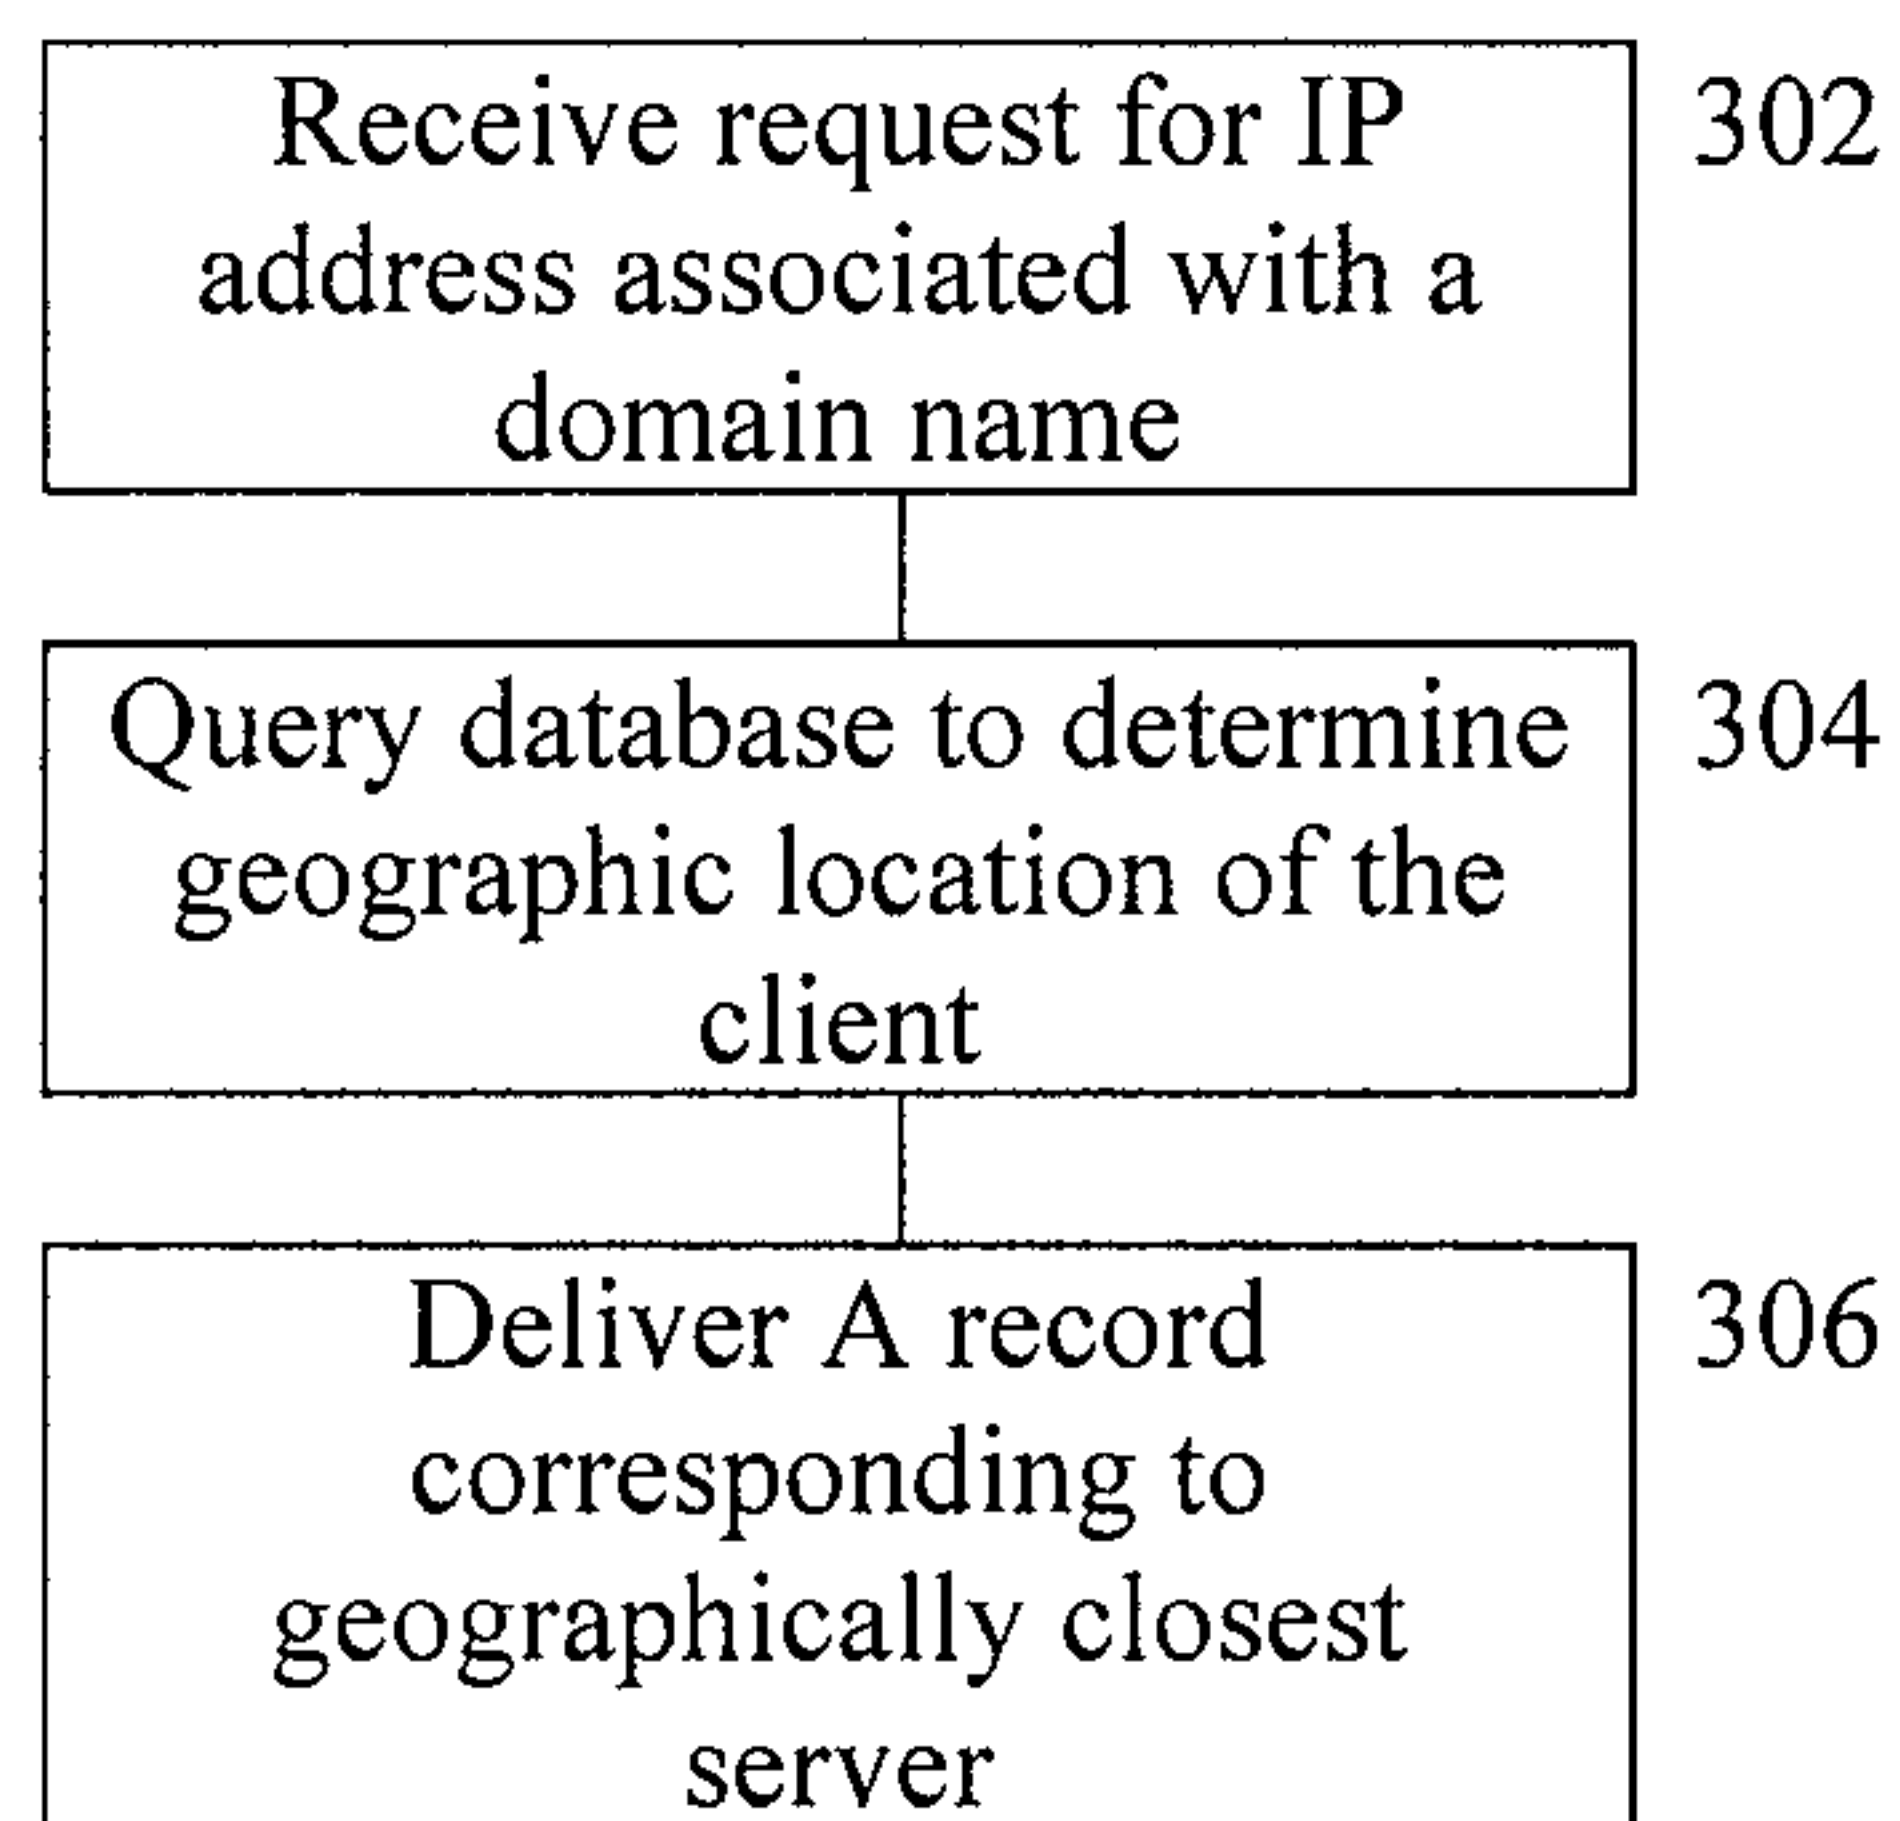 Receive request for IP
302
address associated with a
domain name
Query database to determine
304
geographic location of the
client
Deliver A record
306
corresponding to
geographically closest
server